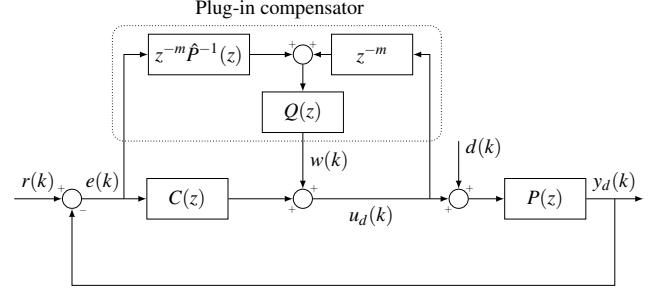 Plug-in compensator
z^{-m}\hat{P}^{-1}(z)
+
+
z^{-m}
Q(z)
w(k)
d(k)
r(k)
+
−
e(k)
C(z)
+
+
u_d(k)
+
+
P(z)
y_d(k)